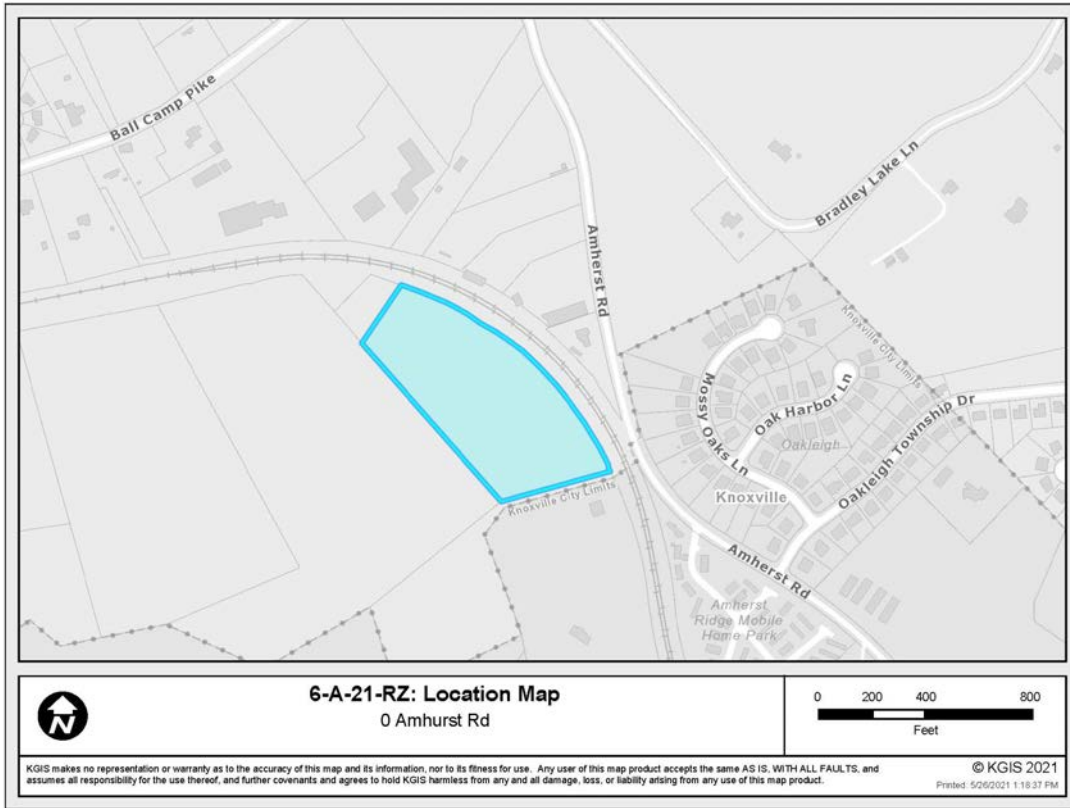 Ball Camp Pike
Bradley Lake Ln
Amherst Rd
Knoxville City Limits
Mossy Oaks Ln
Oak Harbor Ln
Oakleigh
Oakleigh Township Dr
Knoxville
Knoxville City Limits
Amherst Rd
Amherst
Ridge Mobile
Home Park
N
6-A-21-RZ: Location Map
0 Amhurst Rd
0 200 400 800
Feet
KGIS makes no representation or warranty as to the accuracy of this map and its information, nor to its fitness for use. Any user of this map product accepts the same AS IS, WITH ALL FAULTS, and
assumes all responsibility for the use thereof, and further covenants and agrees to hold KGIS harmless from any and all damage, loss, or liability arising from any use of this map product.
© KGIS 2021
Printed: 5/26/2021 1:18:37 PM